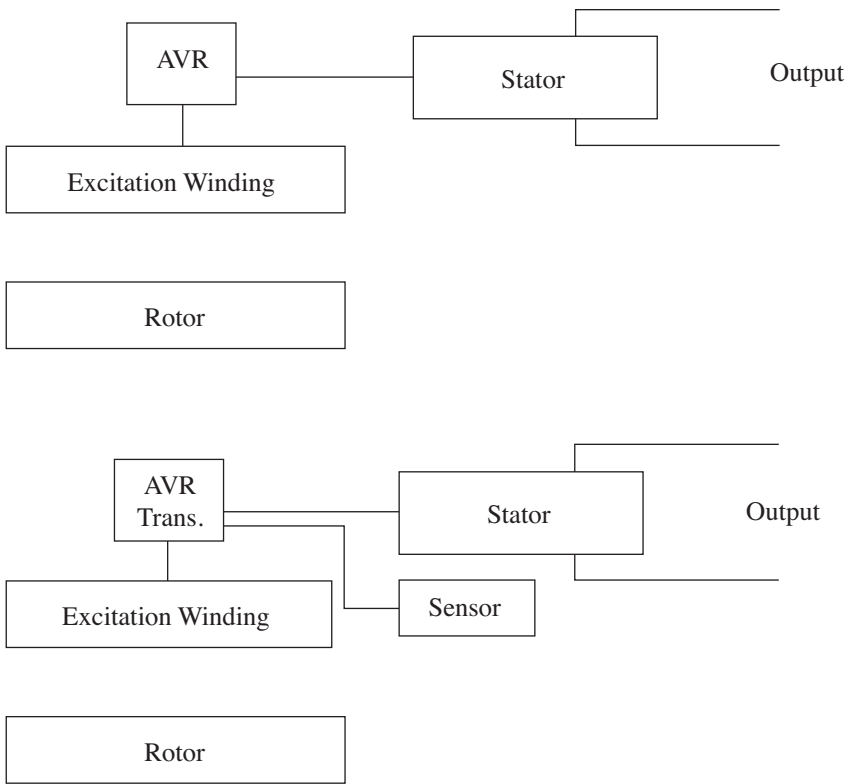 AVR
Stator
Output
Excitation Winding
Rotor
AVR
Trans.
Stator
Output
Excitation Winding
Sensor
Rotor